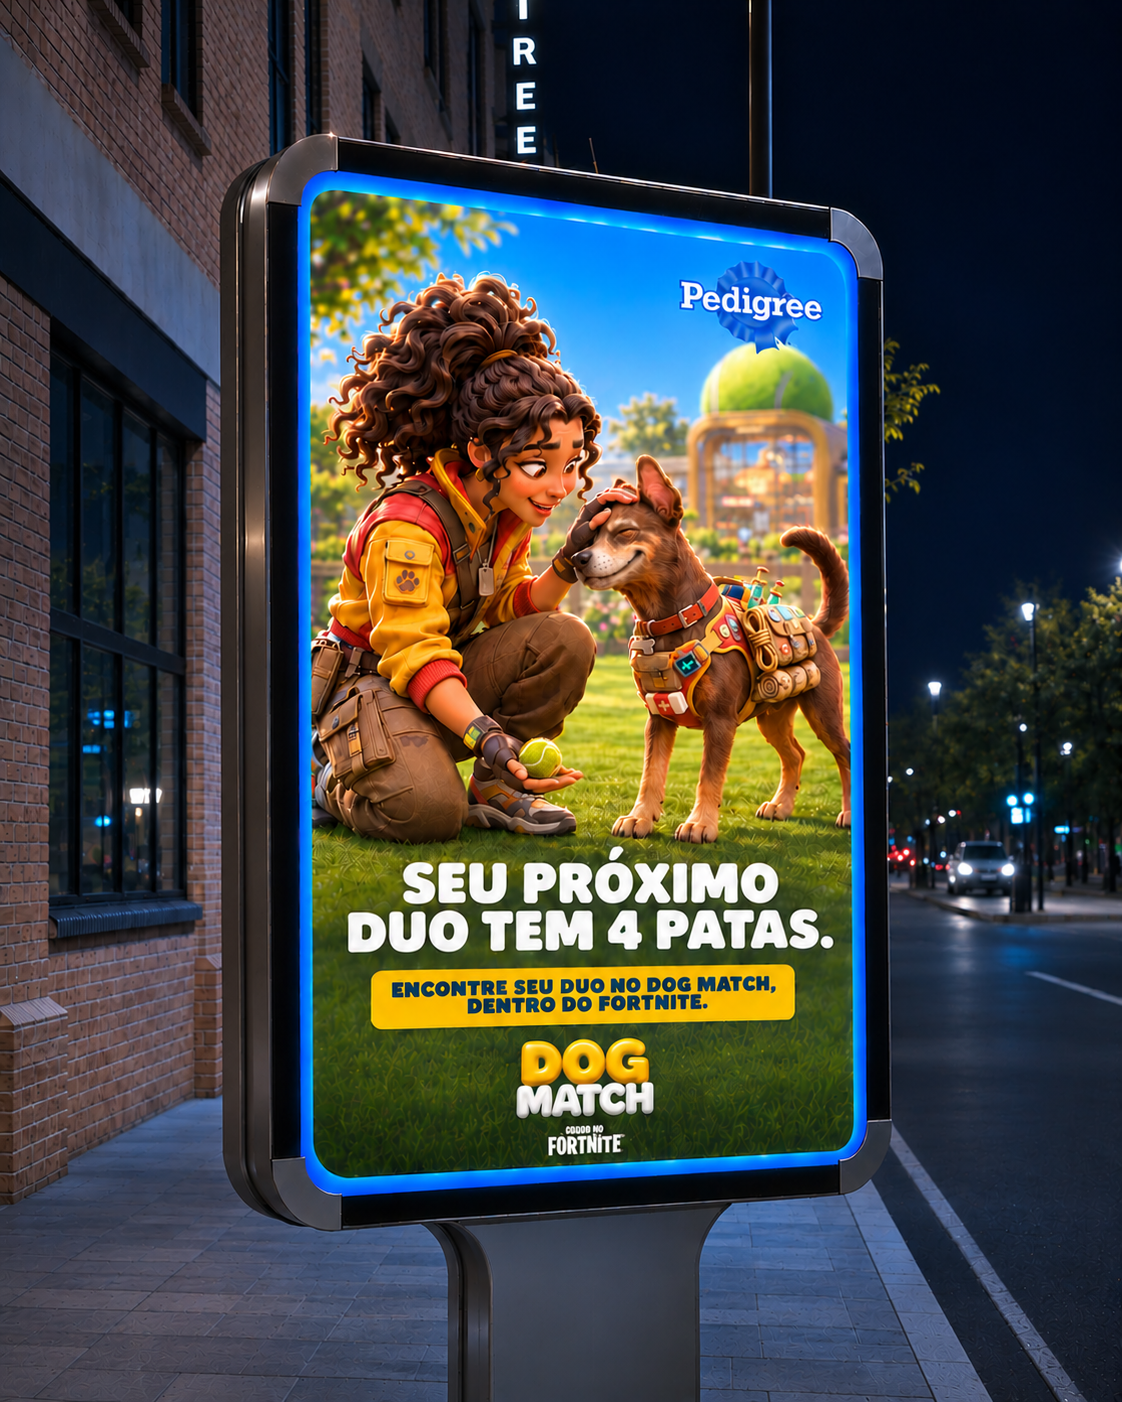 TREE
Pedigree
SEU PRÓXIMO
DUO TEM 4 PATAS.
ENCONTRE SEU DUO NO DOG MATCH,
DENTRO DO FORTNITE.
DOG
MATCH
FORTNITE